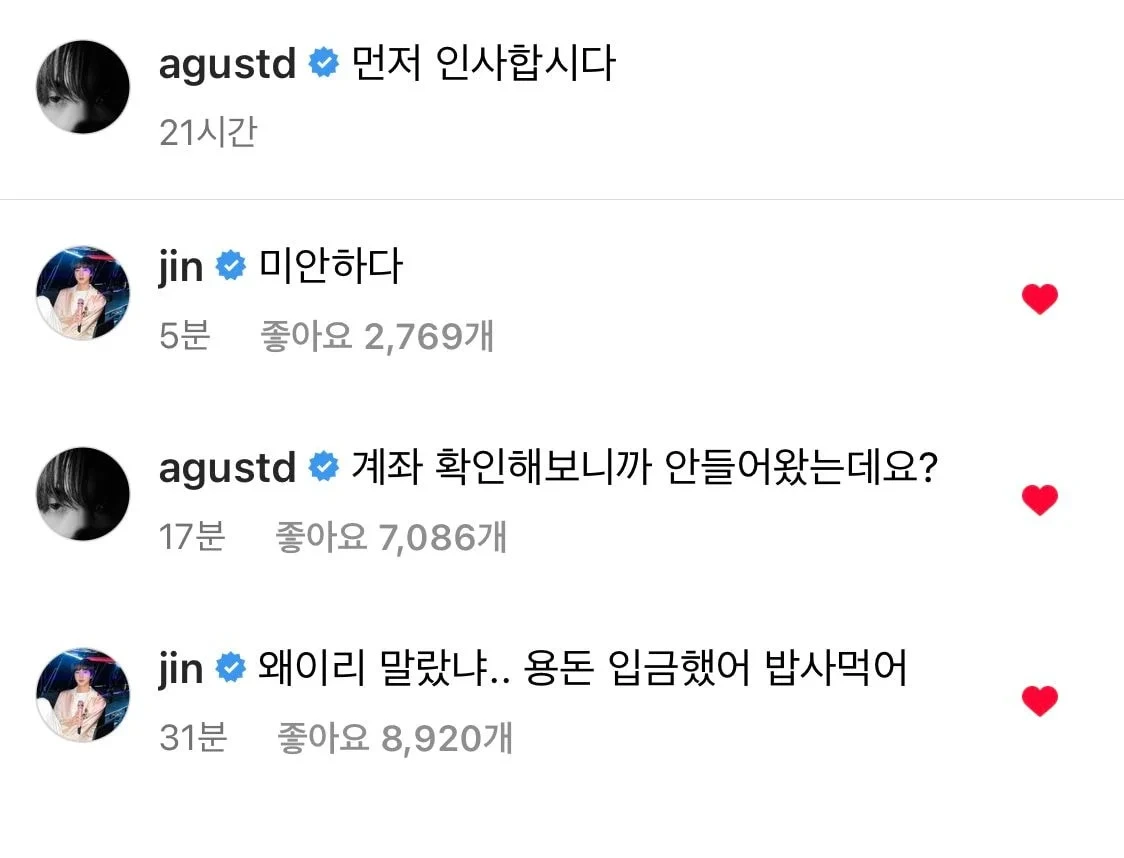 agustd 먼저 인사합시다
21시간
jin 미안하다
5분 좋아요 2,769개
agustd 계좌 확인해보니까 안들어왔는데요?
17분 좋아요 7,086개
jin 왜이리 말랐냐.. 용돈 입금했어 밥사먹어
31분 좋아요 8,920개